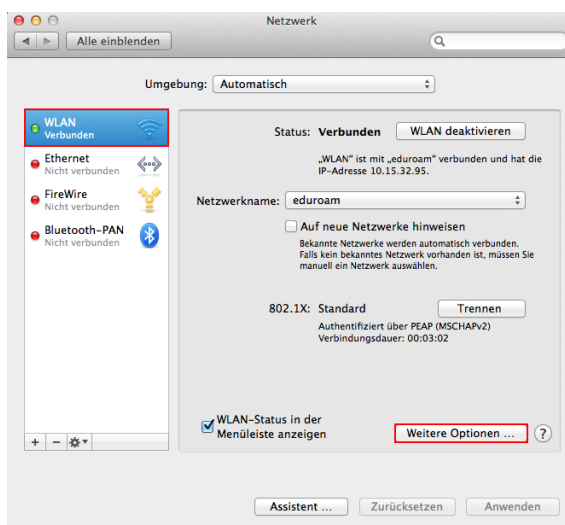 Netzwerk
Alle einblenden
Umgebung: Automatisch
WLAN
Verbunden
Ethernet
Nicht verbunden
FireWire
Nicht verbunden
Bluetooth-PAN
Nicht verbunden
Status: Verbunden WLAN deaktivieren
„WLAN" ist mit „eduroam" verbunden und hat die
IP-Adresse 10.15.32.95.
Netzwerkname: eduroam
Auf neue Netzwerke hinweisen
Bekannte Netzwerke werden automatisch verbunden.
Falls kein bekanntes Netzwerk vorhanden ist, müssen Sie
manuell ein Netzwerk auswählen.
802.1X: Standard Trennen
Authentifiziert über PEAP (MSCHAPv2)
Verbindungsdauer: 00:03:02
WLAN-Status in der
Menüleiste anzeigen
Weitere Optionen ... ?
+ −
Assistent ... Zurücksetzen Anwenden